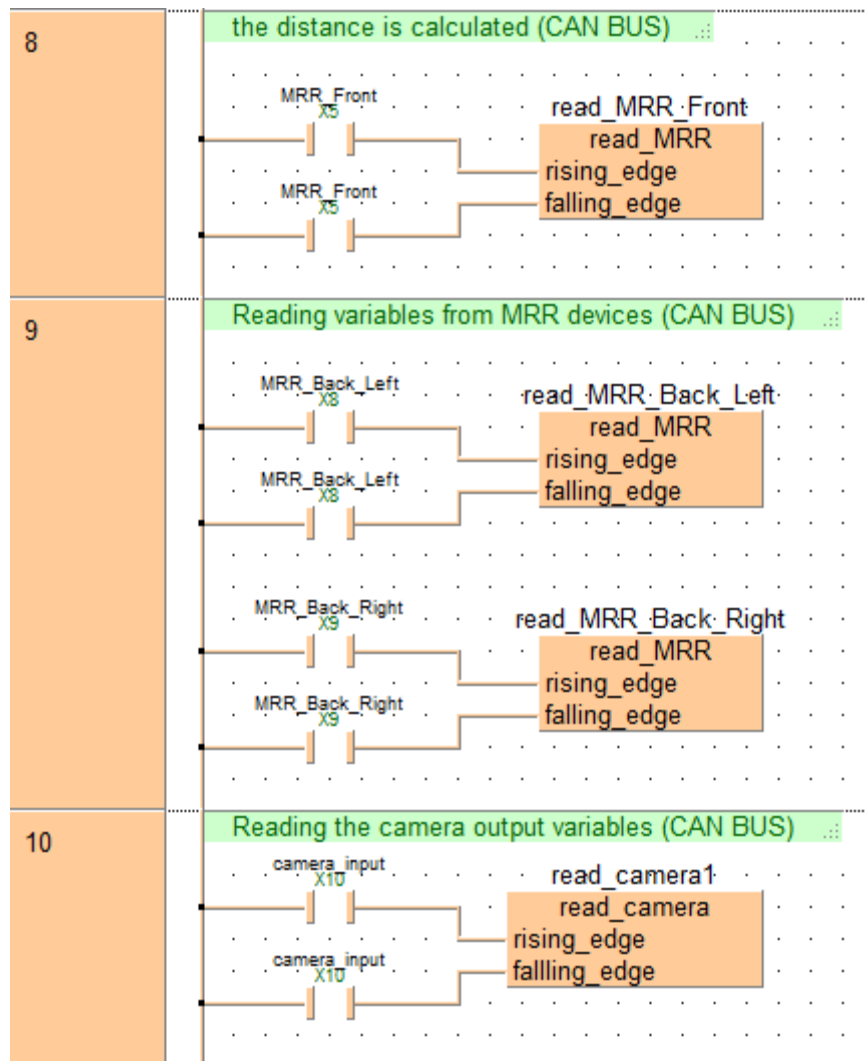 8
the distance is calculated (CAN BUS)
MRR_Front
X5
read_MRR_Front
read_MRR
rising_edge
MRR_Front
X5
falling_edge
9
Reading variables from MRR devices (CAN BUS)
MRR_Back_Left
X8
read_MRR_Back_Left
read_MRR
rising_edge
MRR_Back_Left
X8
falling_edge
MRR_Back_Right
X9
read_MRR_Back_Right
read_MRR
rising_edge
MRR_Back_Right
X9
falling_edge
10
Reading the camera output variables (CAN BUS)
camera_input
X10
read_camera1
read_camera
rising_edge
camera_input
X10
fallling_edge